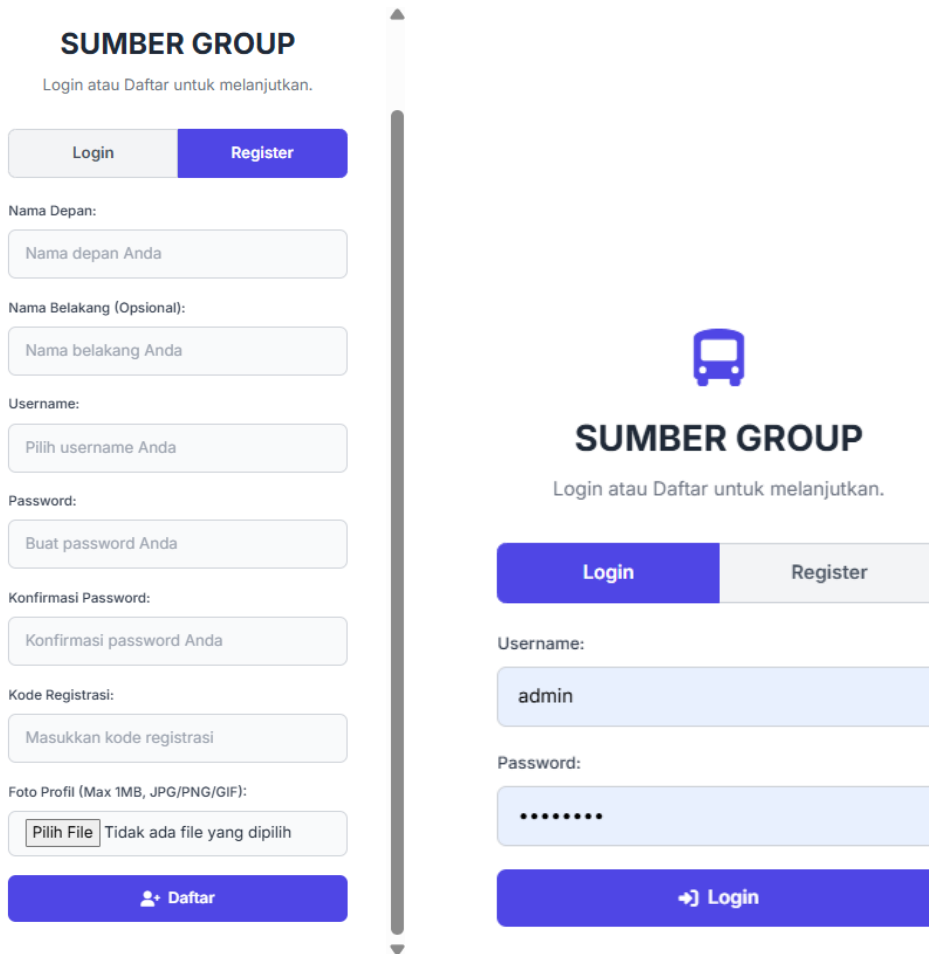 SUMBER GROUP
Login atau Daftar untuk melanjutkan.
Login Register
Nama Depan:
Nama depan Anda
Nama Belakang (Opsional):
Nama belakang Anda
Username:
Pilih username Anda
Password:
Buat password Anda
Konfirmasi Password:
Konfirmasi password Anda
Kode Registrasi:
Masukkan kode registrasi
Foto Profil (Max 1MB, JPG/PNG/GIF):
Pilih File Tidak ada file yang dipilih
Daftar
SUMBER GROUP
Login atau Daftar untuk melanjutkan.
Login Register
Username:
admin
Password:
••••••••
Login